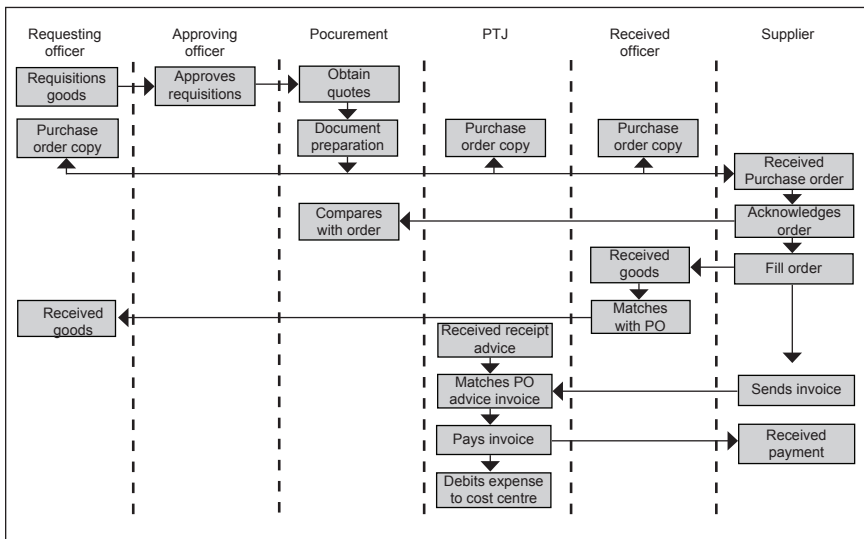 Requesting
officer
Approving
officer
Pocurement
PTJ
Received
officer
Supplier
Requisitions
goods
Approves
requisitions
Obtain
quotes
Purchase
order copy
Document
preparation
Purchase
order copy
Purchase
order copy
Received
Purchase order
Compares
with order
Acknowledges
order
Received
goods
Fill order
Received
goods
Matches
with PO
Received receipt
advice
Matches PO
advice invoice
Sends invoice
Pays invoice
Received
payment
Debits expense
to cost centre